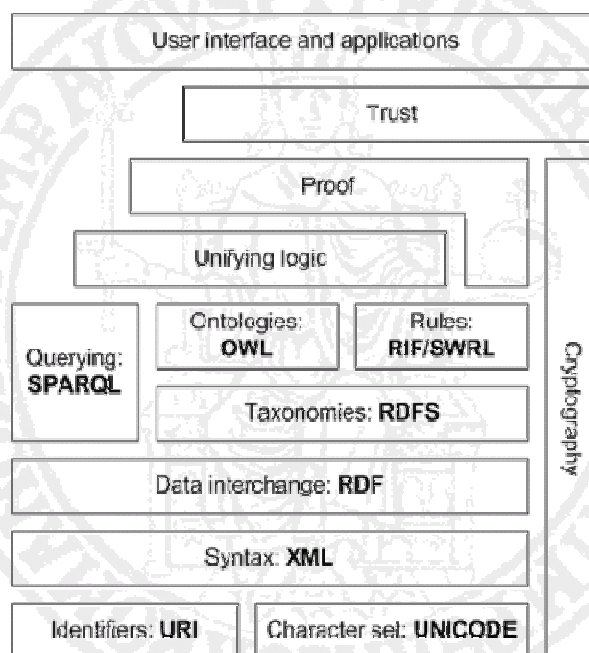 User interface and applications
Trust
Proof
Unifying logic
Ontologies:
OWL
Rules:
RIF/SWRL
Querying:
SPARQL
Taxonomies: RDFS
Cryptography
Data interchange: RDF
Syntax: XML
Identifiers: URI
Character set: UNICODE